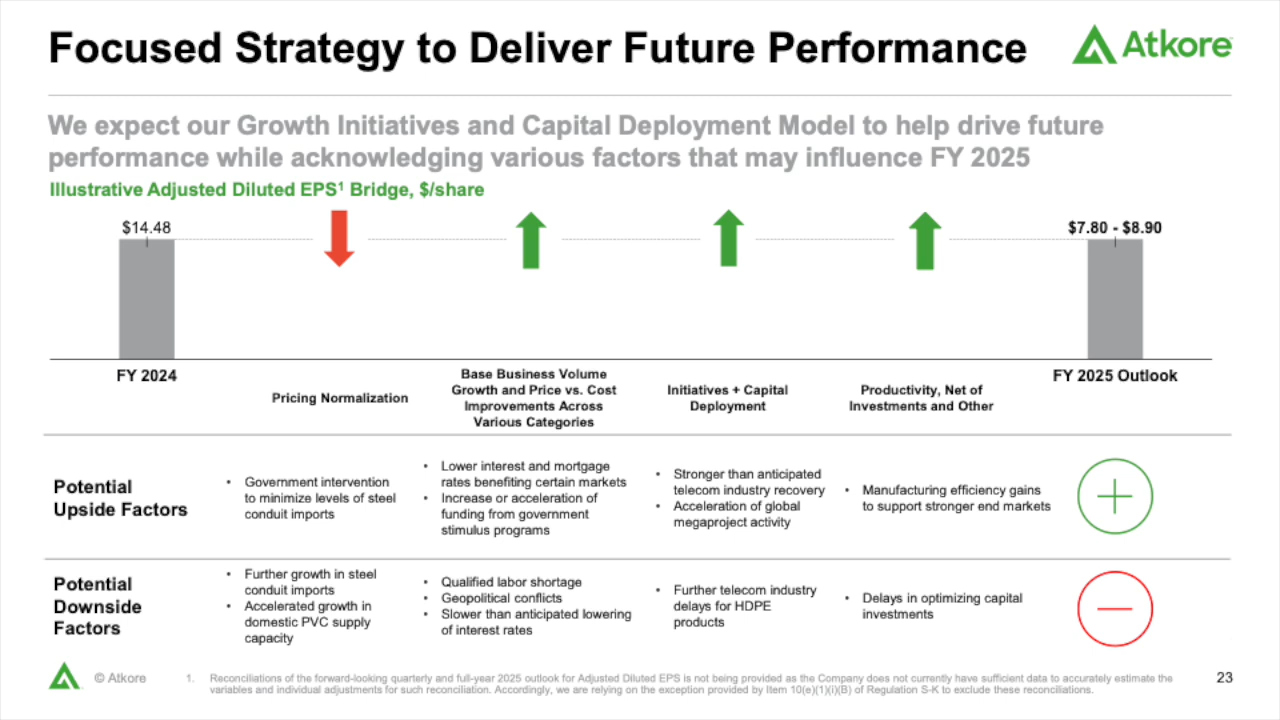 Focused Strategy to Deliver Future Performance
Atkore
We expect our Growth Initiatives and Capital Deployment Model to help drive future
performance while acknowledging various factors that may influence FY 2025
Illustrative Adjusted Diluted EPS¹ Bridge, $/share
$14.48
$7.80 - $8.90
FY 2024
Pricing Normalization
Base Business Volume
Growth and Price vs. Cost
Improvements Across
Various Categories
Initiatives + Capital
Deployment
Productivity, Net of
Investments and Other
FY 2025 Outlook
Potential
Upside Factors
• Government intervention
to minimize levels of steel
conduit imports
• Lower interest and mortgage
rates benefiting certain markets
• Increase or acceleration of
funding from government
stimulus programs
• Stronger than anticipated
telecom industry recovery
• Acceleration of global
megaproject activity
• Manufacturing efficiency gains
to support stronger end markets
Potential
Downside
Factors
• Further growth in steel
conduit imports
• Accelerated growth in
domestic PVC supply
capacity
• Qualified labor shortage
• Geopolitical conflicts
• Slower than anticipated lowering
of interest rates
• Further telecom industry
delays for HDPE
products
• Delays in optimizing capital
investments
© Atkore
1. Reconciliations of the forward-looking quarterly and full-year 2025 outlook for Adjusted Diluted EPS is not being provided as the Company does not currently have sufficient data to accurately estimate the
variables and individual adjustments for such reconciliation. Accordingly, we are relying on the exception provided by Item 10(e)(1)(i)(B) of Regulation S-K to exclude these reconciliations.
23